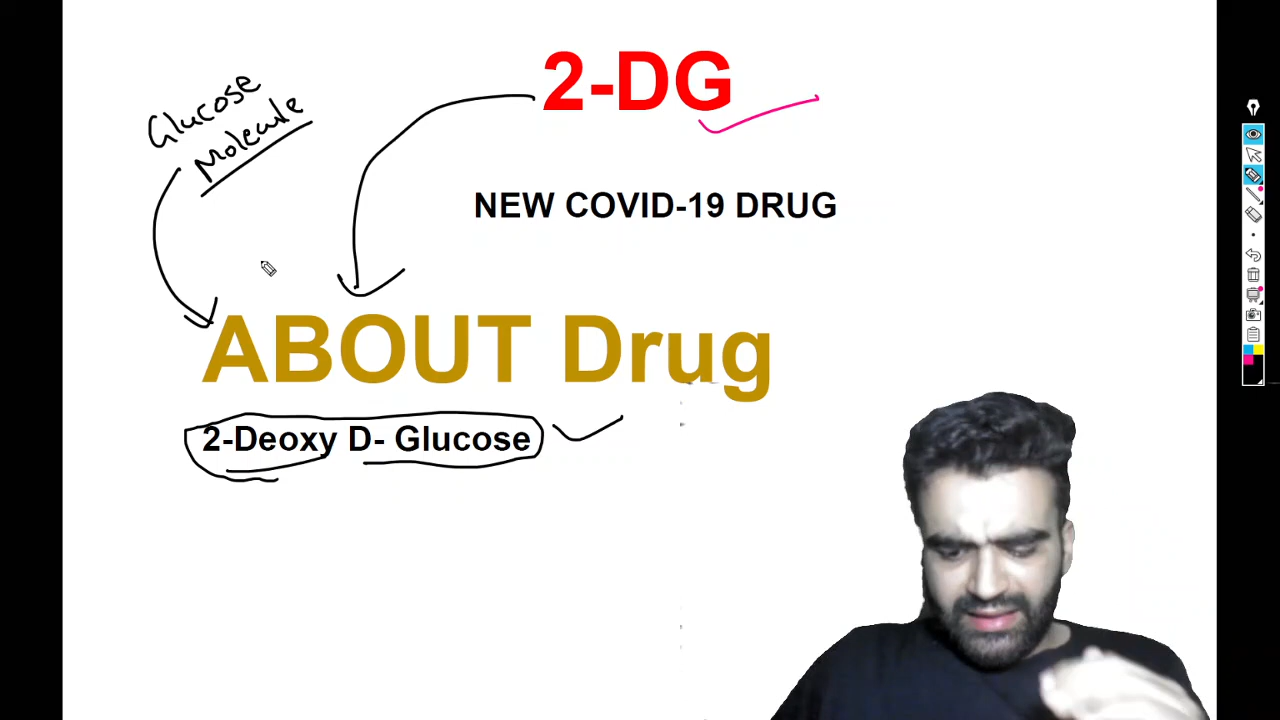 2-DG
Glucose
Molecule
NEW COVID-19 DRUG
ABOUT Drug
2-Deoxy D- Glucose